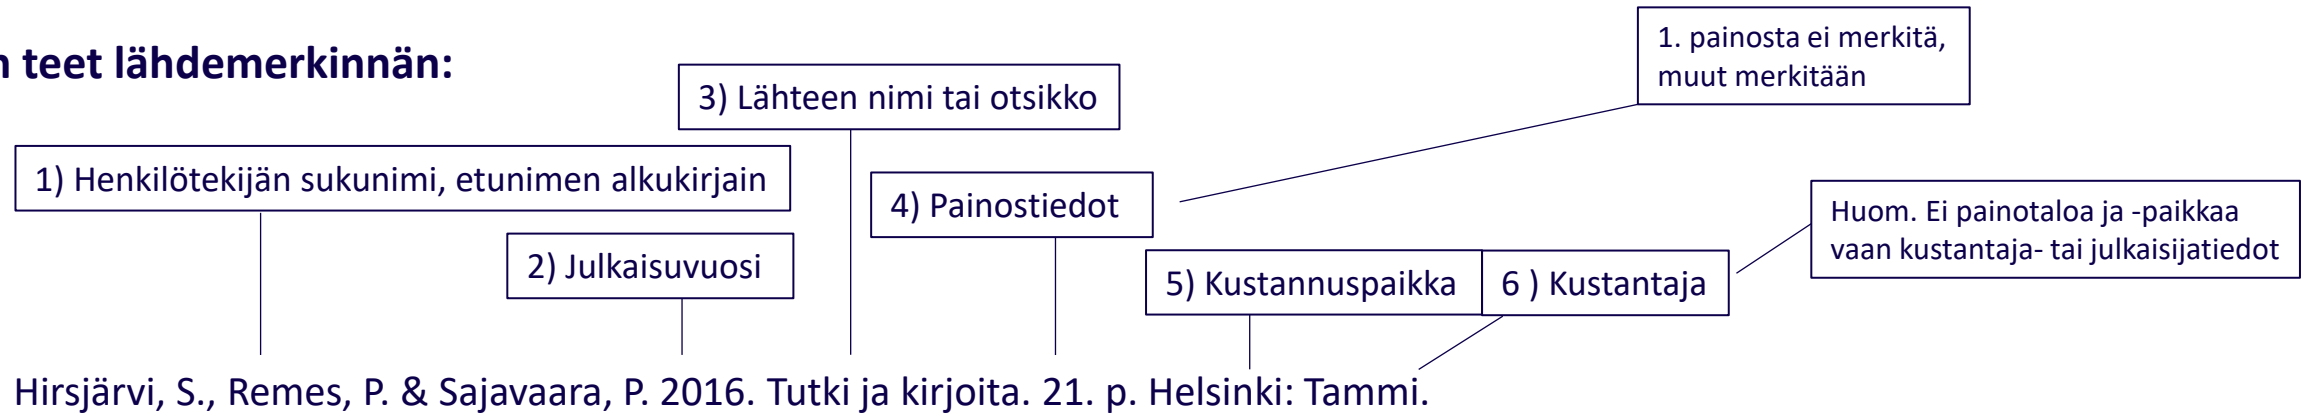 n teet lähdemerkinnän:
1. painosta ei merkitä,
muut merkitään
3) Lähteen nimi tai otsikko
1) Henkilötekijän sukunimi, etunimen alkukirjain
4) Painostiedot
Huom. Ei painotaloa ja -paikkaa
vaan kustantaja- tai julkaisijatiedot
2) Julkaisuvuosi
5) Kustannuspaikka
6 ) Kustantaja
Hirsjärvi, S., Remes, P. & Sajavaara, P. 2016. Tutki ja kirjoita. 21. p. Helsinki: Tammi.